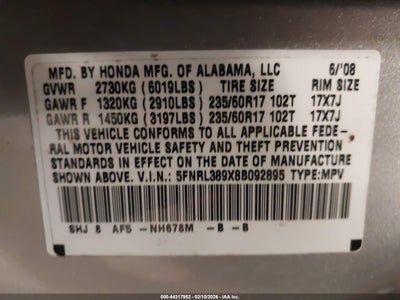 MFD. BY HONDA MFG. OF ALABAMA, LLC 6/'08
GVWR 2730KG (6019LBS) TIRE SIZE RIM SIZE
GAWR F 1320KG (2910LBS) 235/60R17 102T 17X7J
GAWR R 1450KG (3197LBS) 235/60R17 102T 17X7J
THIS VEHICLE CONFORMS TO ALL APPLICABLE FEDE-
RAL MOTOR VEHICLE SAFETY AND THEFT PREVENTION
STANDARDS IN EFFECT ON THE DATE OF MANUFACTURE
SHOWN ABOVE. V.I.N.: 5FNRL389X8B092895 TYPE:MPV
SHJ 8 AF5 -NH678M -B -B
000-44317952 02/10/2026 - IAA Inc.